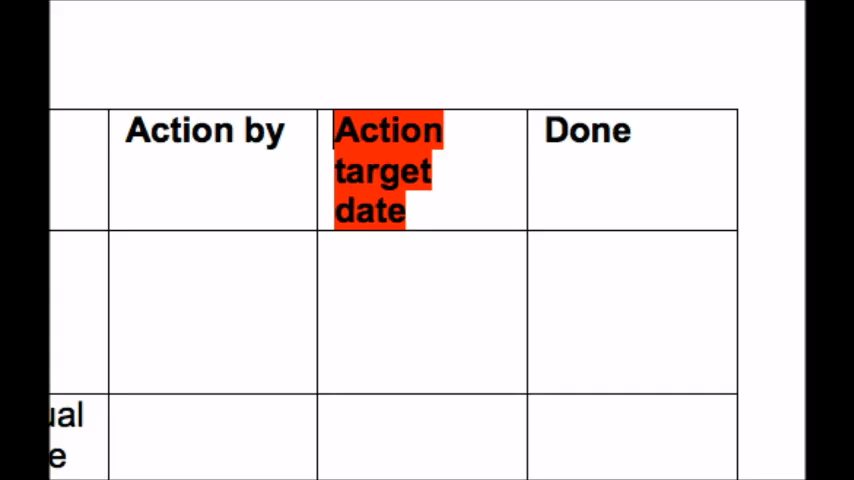 Action by
Action
target
date
Done